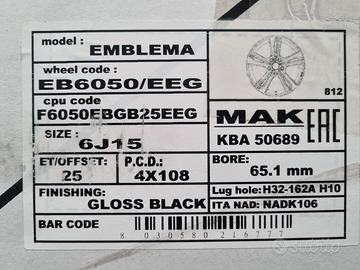 model :
EMBLEMA
wheel code :
EB6050/EEG
cpu code
F6050EBGB25EEG
812
SIZE :
6J15
MAK EAC
KBA 50689
ET/OFFSET:
25
P.C.D.:
4X108
BORE:
65.1 mm
FINISHING:
GLOSS BLACK
Lug hole: H32-162A H10
ITA NAD: NADK106
BAR CODE
8 030580 216777
subito